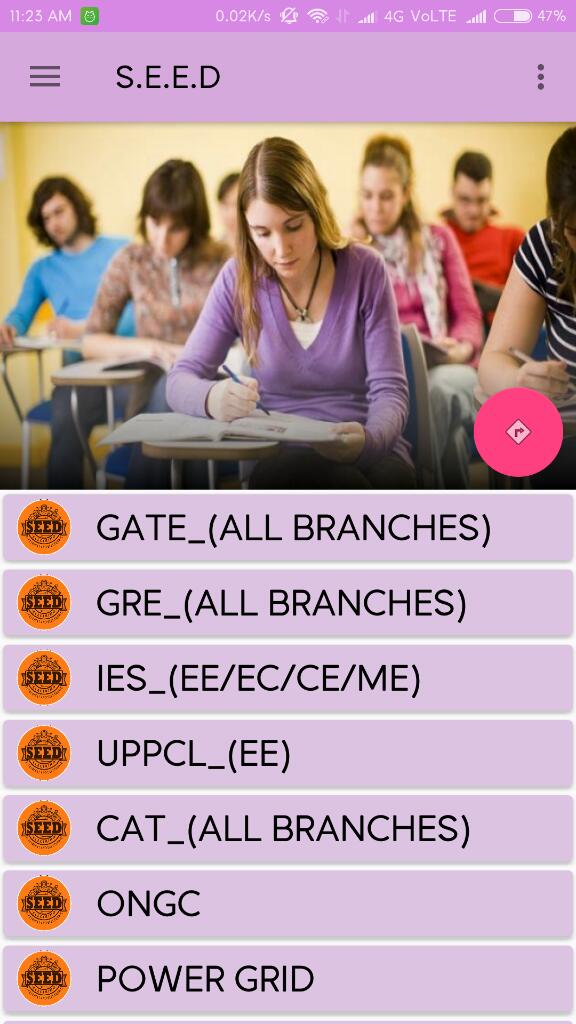 11:23 AM 0.02K/s 4G VoLTE 47%
S.E.E.D
SEED GATE_(ALL BRANCHES)
SEED GRE_(ALL BRANCHES)
SEED IES_(EE/EC/CE/ME)
SEED UPPCL_(EE)
SEED CAT_(ALL BRANCHES)
SEED ONGC
SEED POWER GRID